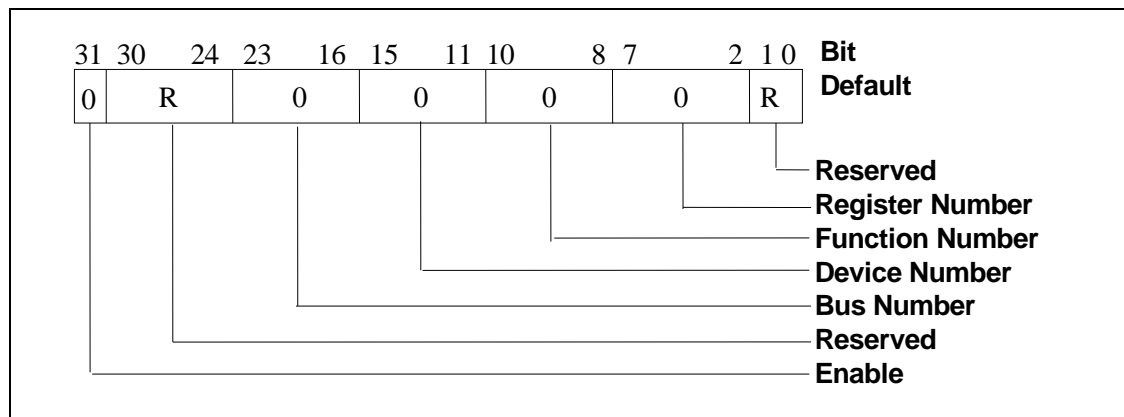 31 30 24 23 16 15 11 10 8 7 2 1 0 Bit
0 R 0 0 0 0 R Default
Reserved
Register Number
Function Number
Device Number
Bus Number
Reserved
Enable